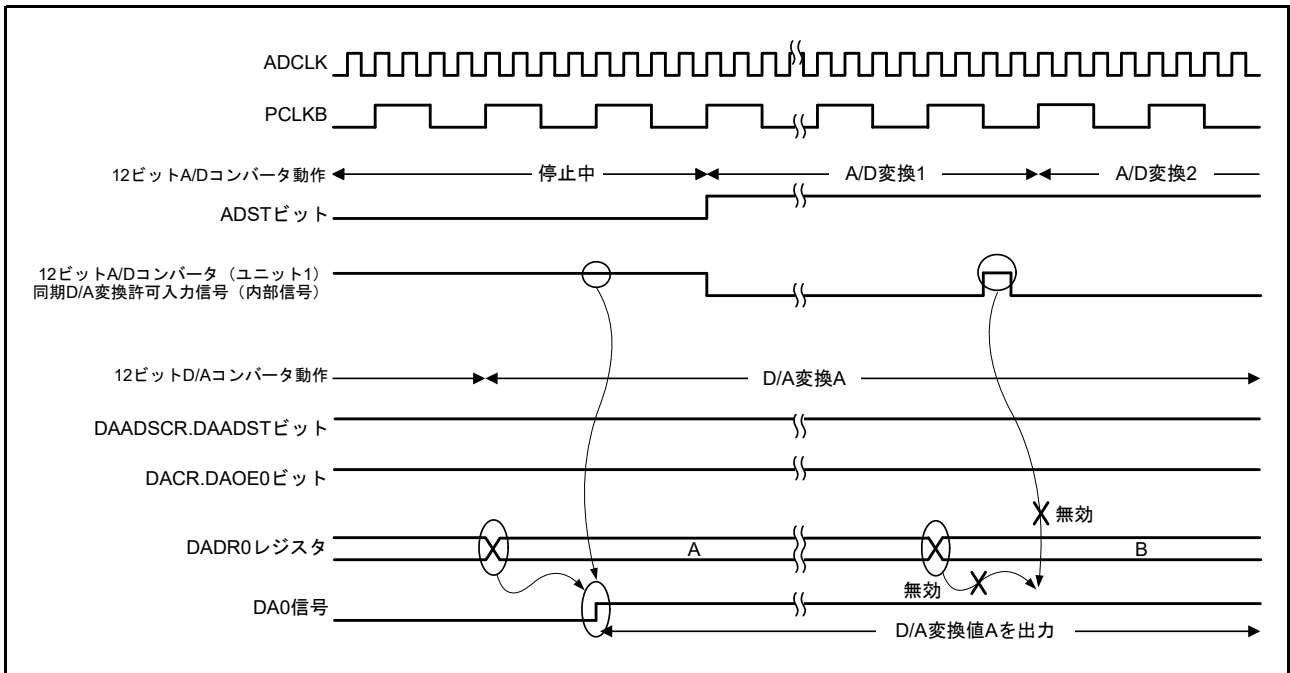 ADCLK
PCLKB
12ビットA/Dコンバータ動作
停止中
A/D変換1
A/D変換2
ADSTビット
12ビットA/Dコンバータ（ユニット1）
同期D/A変換許可入力信号（内部信号）
12ビットD/Aコンバータ動作
D/A変換A
DAADSCR.DAADSTビット
DACR.DAOE0ビット
無効
DADR0レジスタ
A
B
無効
DA0信号
D/A変換値Aを出力